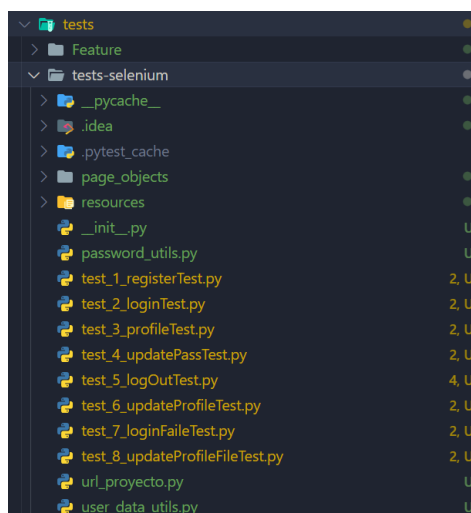 tests
Feature
tests-selenium
__pycache__
.idea
.pytest_cache
page_objects
resources
__init__.py
password_utils.py U
test_1_registerTest.py 2, U
test_2_loginTest.py 2, U
test_3_profileTest.py 2, U
test_4_updatePassTest.py 2, U
test_5_logOutTest.py 4, U
test_6_updateProfileTest.py 2, U
test_7_loginFaileTest.py 2, U
test_8_updateProfileFileTest.py 2, U
url_proyecto.py U
user_data_utils.py U